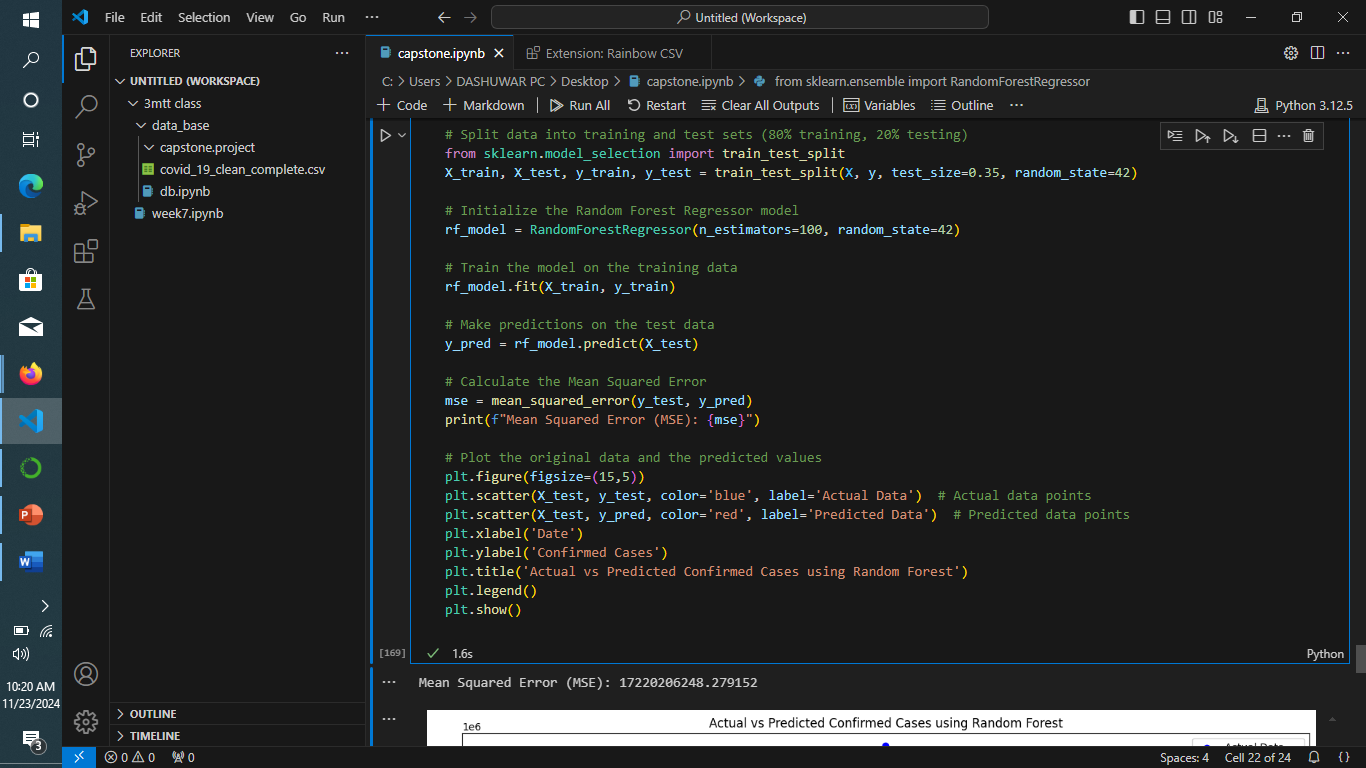 File Edit Selection View Go Run ···
Untitled (Workspace)
EXPLORER
UNTITLED (WORKSPACE)
3mtt class
data_base
capstone.project
covid_19_clean_complete.csv
db.ipynb
week7.ipynb
OUTLINE
TIMELINE
capstone.ipynb
Extension: Rainbow CSV
C: > Users > DASHUWAR PC > Desktop > capstone.ipynb > from sklearn.ensemble import RandomForestRegressor
+ Code + Markdown Run All Restart Clear All Outputs Variables Outline ··· Python 3.12.5
# Split data into training and test sets (80% training, 20% testing)
from sklearn.model_selection import train_test_split
X_train, X_test, y_train, y_test = train_test_split(X, y, test_size=0.35, random_state=42)
# Initialize the Random Forest Regressor model
rf_model = RandomForestRegressor(n_estimators=100, random_state=42)
# Train the model on the training data
rf_model.fit(X_train, y_train)
# Make predictions on the test data
y_pred = rf_model.predict(X_test)
# Calculate the Mean Squared Error
mse = mean_squared_error(y_test, y_pred)
print(f"Mean Squared Error (MSE): {mse}")
# Plot the original data and the predicted values
plt.figure(figsize=(15,5))
plt.scatter(X_test, y_test, color='blue', label='Actual Data')  # Actual data points
plt.scatter(X_test, y_pred, color='red', label='Predicted Data')  # Predicted data points
plt.xlabel('Date')
plt.ylabel('Confirmed Cases')
plt.title('Actual vs Predicted Confirmed Cases using Random Forest')
plt.legend()
plt.show()
[169] 1.6s Python
Mean Squared Error (MSE): 17220206248.279152
1e6
Actual vs Predicted Confirmed Cases using Random Forest
10:20 AM
11/23/2024
3
0 0 0
Spaces: 4 Cell 22 of 24